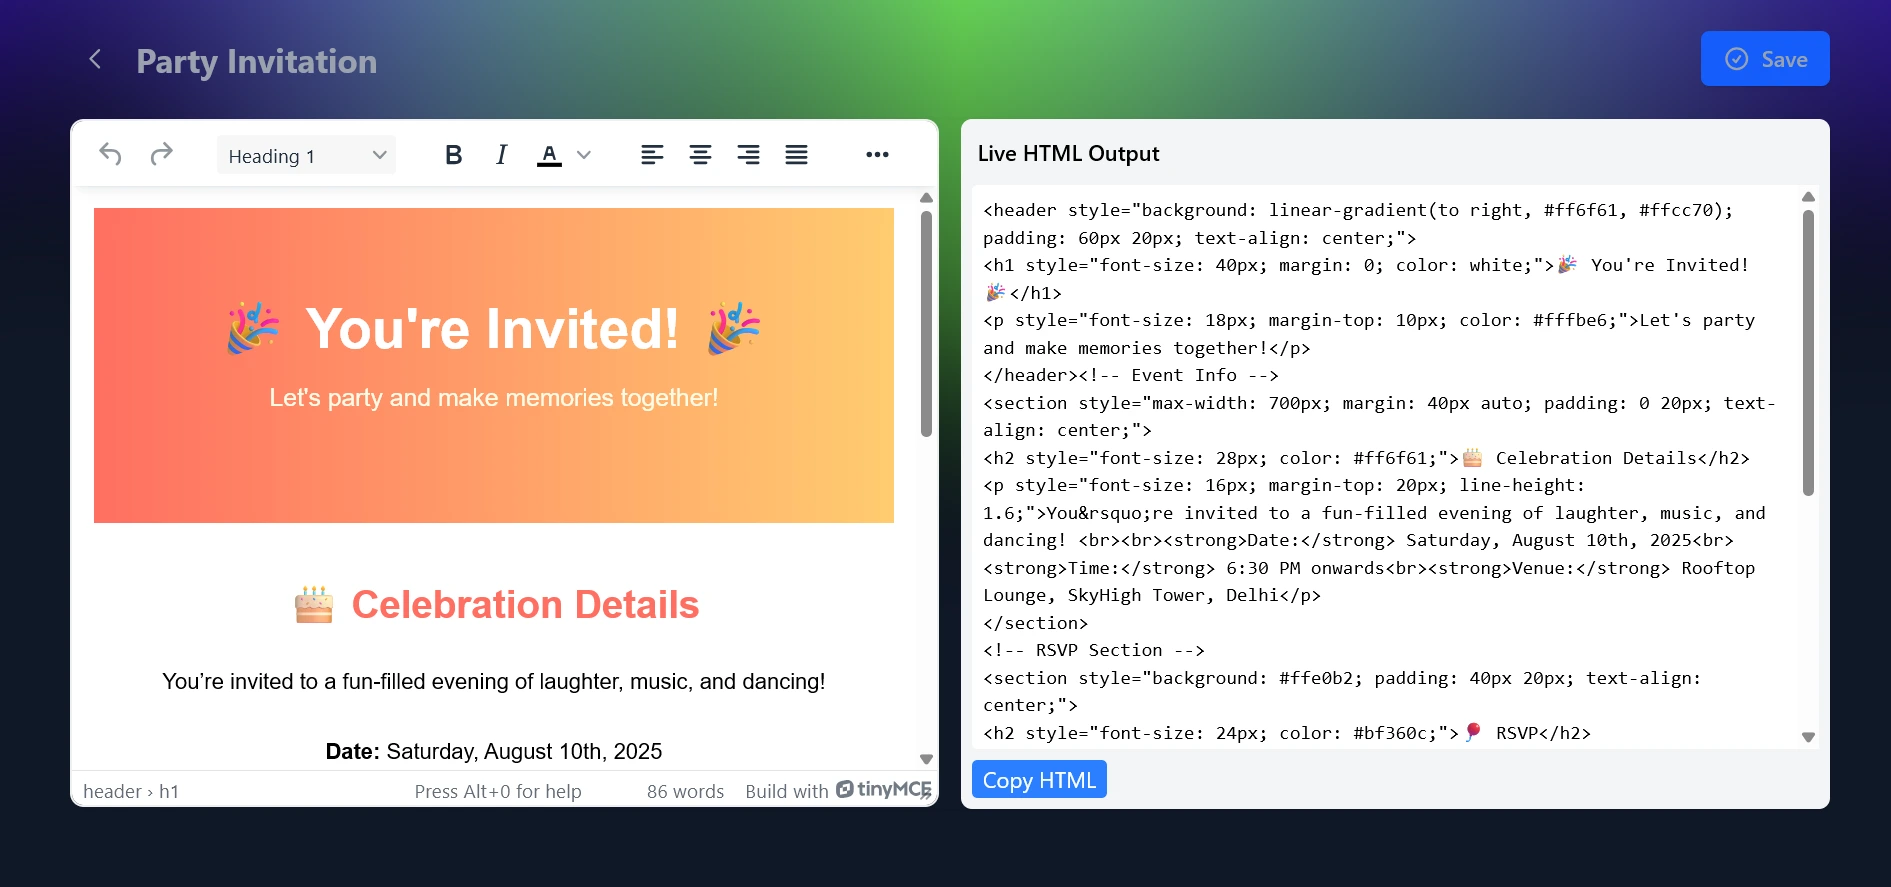 Party Invitation
Save
Heading 1
B I A
🎉 You're Invited! 🎉
Let's party and make memories together!
🎂 Celebration Details
You’re invited to a fun-filled evening of laughter, music, and dancing!
Date: Saturday, August 10th, 2025
header › h1
Press Alt+0 for help
86 words
Build with tinyMCE
Live HTML Output
<header style="background: linear-gradient(to right, #ff6f61, #ffcc70);
padding: 60px 20px; text-align: center;">
<h1 style="font-size: 40px; margin: 0; color: white;">🎉 You're Invited!
🎉</h1>
<p style="font-size: 18px; margin-top: 10px; color: #fffbe6;">Let's party
and make memories together!</p>
</header><!-- Event Info -->
<section style="max-width: 700px; margin: 40px auto; padding: 0 20px; text-
align: center;">
<h2 style="font-size: 28px; color: #ff6f61;">🎂 Celebration Details</h2>
<p style="font-size: 16px; margin-top: 20px; line-height:
1.6;">You&rsquo;re invited to a fun-filled evening of laughter, music, and
dancing! <br><br><strong>Date:</strong> Saturday, August 10th, 2025<br>
<strong>Time:</strong> 6:30 PM onwards<br><strong>Venue:</strong> Rooftop
Lounge, SkyHigh Tower, Delhi</p>
</section>
<!-- RSVP Section -->
<section style="background: #ffe0b2; padding: 40px 20px; text-align:
center;">
<h2 style="font-size: 24px; color: #bf360c;">🎈 RSVP</h2>
Copy HTML